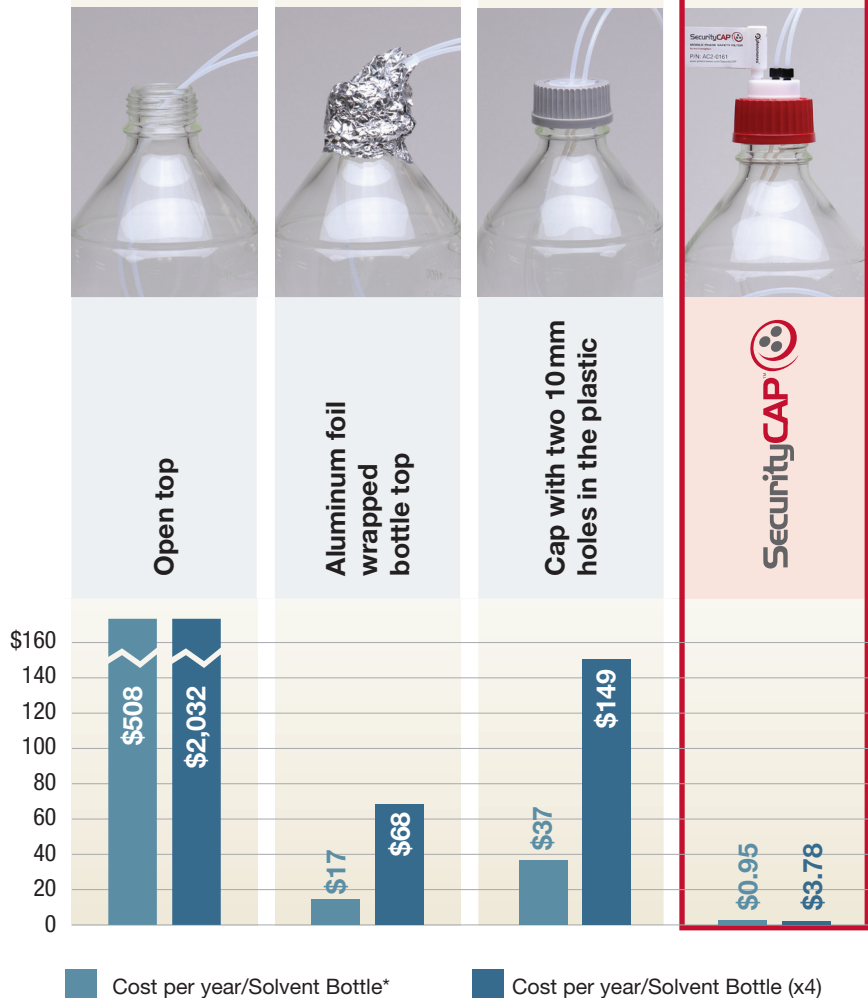 SecurityCAP
P/N: AC2-0161
Open top
Aluminum foil
wrapped
bottle top
Cap with two 10 mm
holes in the plastic
SecurityCAP™
$160
140
120
100
80
60
40
20
0
$508
$2,032
$17
$68
$37
$149
$0.95
$3.78
Cost per year/Solvent Bottle*
Cost per year/Solvent Bottle (x4)